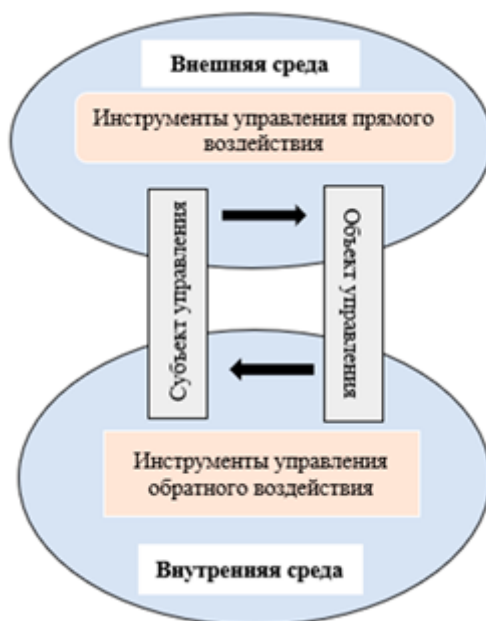 Внешняя среда
Инструменты управления прямого
воздействия
Субъект управления
Объект управления
Инструменты управления
обратного воздействия
Внутренняя среда